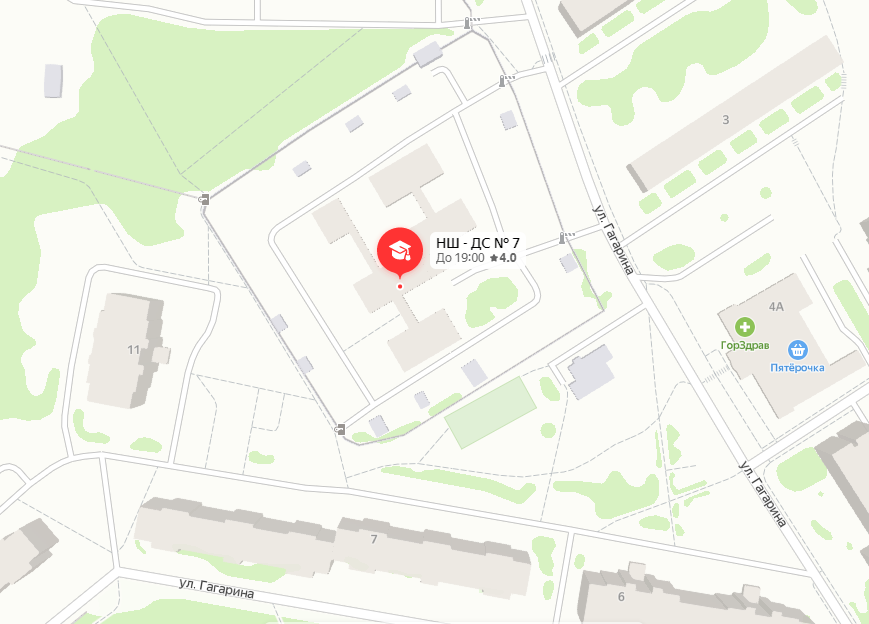 3
ул. Гагарина
НШ - ДС № 7
До 19:00 ★4.0
4А
ГорЗдрав
Пятёрочка
11
ул. Гагарина
7
ул. Гагарина
6